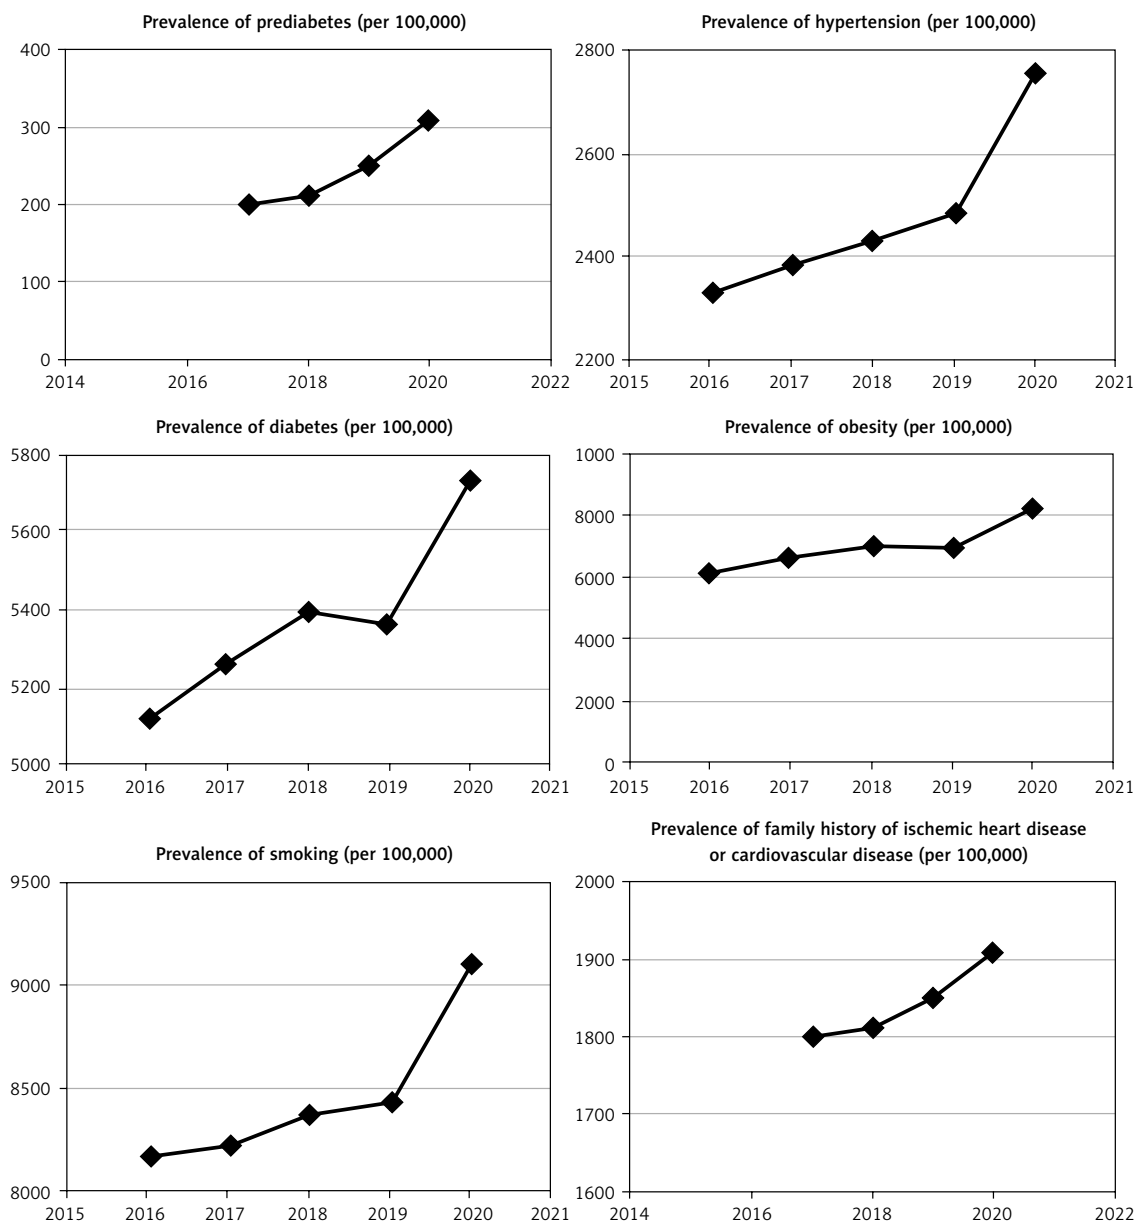 Prevalence of prediabetes (per 100,000)
400
300
200
100
0
2014 2016 2018 2020 2022
Prevalence of hypertension (per 100,000)
2800
2600
2400
2200
2015 2016 2017 2018 2019 2020 2021
Prevalence of diabetes (per 100,000)
5800
5600
5400
5200
5000
2015 2016 2017 2018 2019 2020 2021
Prevalence of obesity (per 100,000)
1000
8000
6000
4000
2000
0
2015 2016 2017 2018 2019 2020 2021
Prevalence of smoking (per 100,000)
9500
9000
8500
8000
2015 2016 2017 2018 2019 2020 2021
Prevalence of family history of ischemic heart disease
or cardiovascular disease (per 100,000)
2000
1900
1800
1700
1600
2014 2016 2018 2020 2022